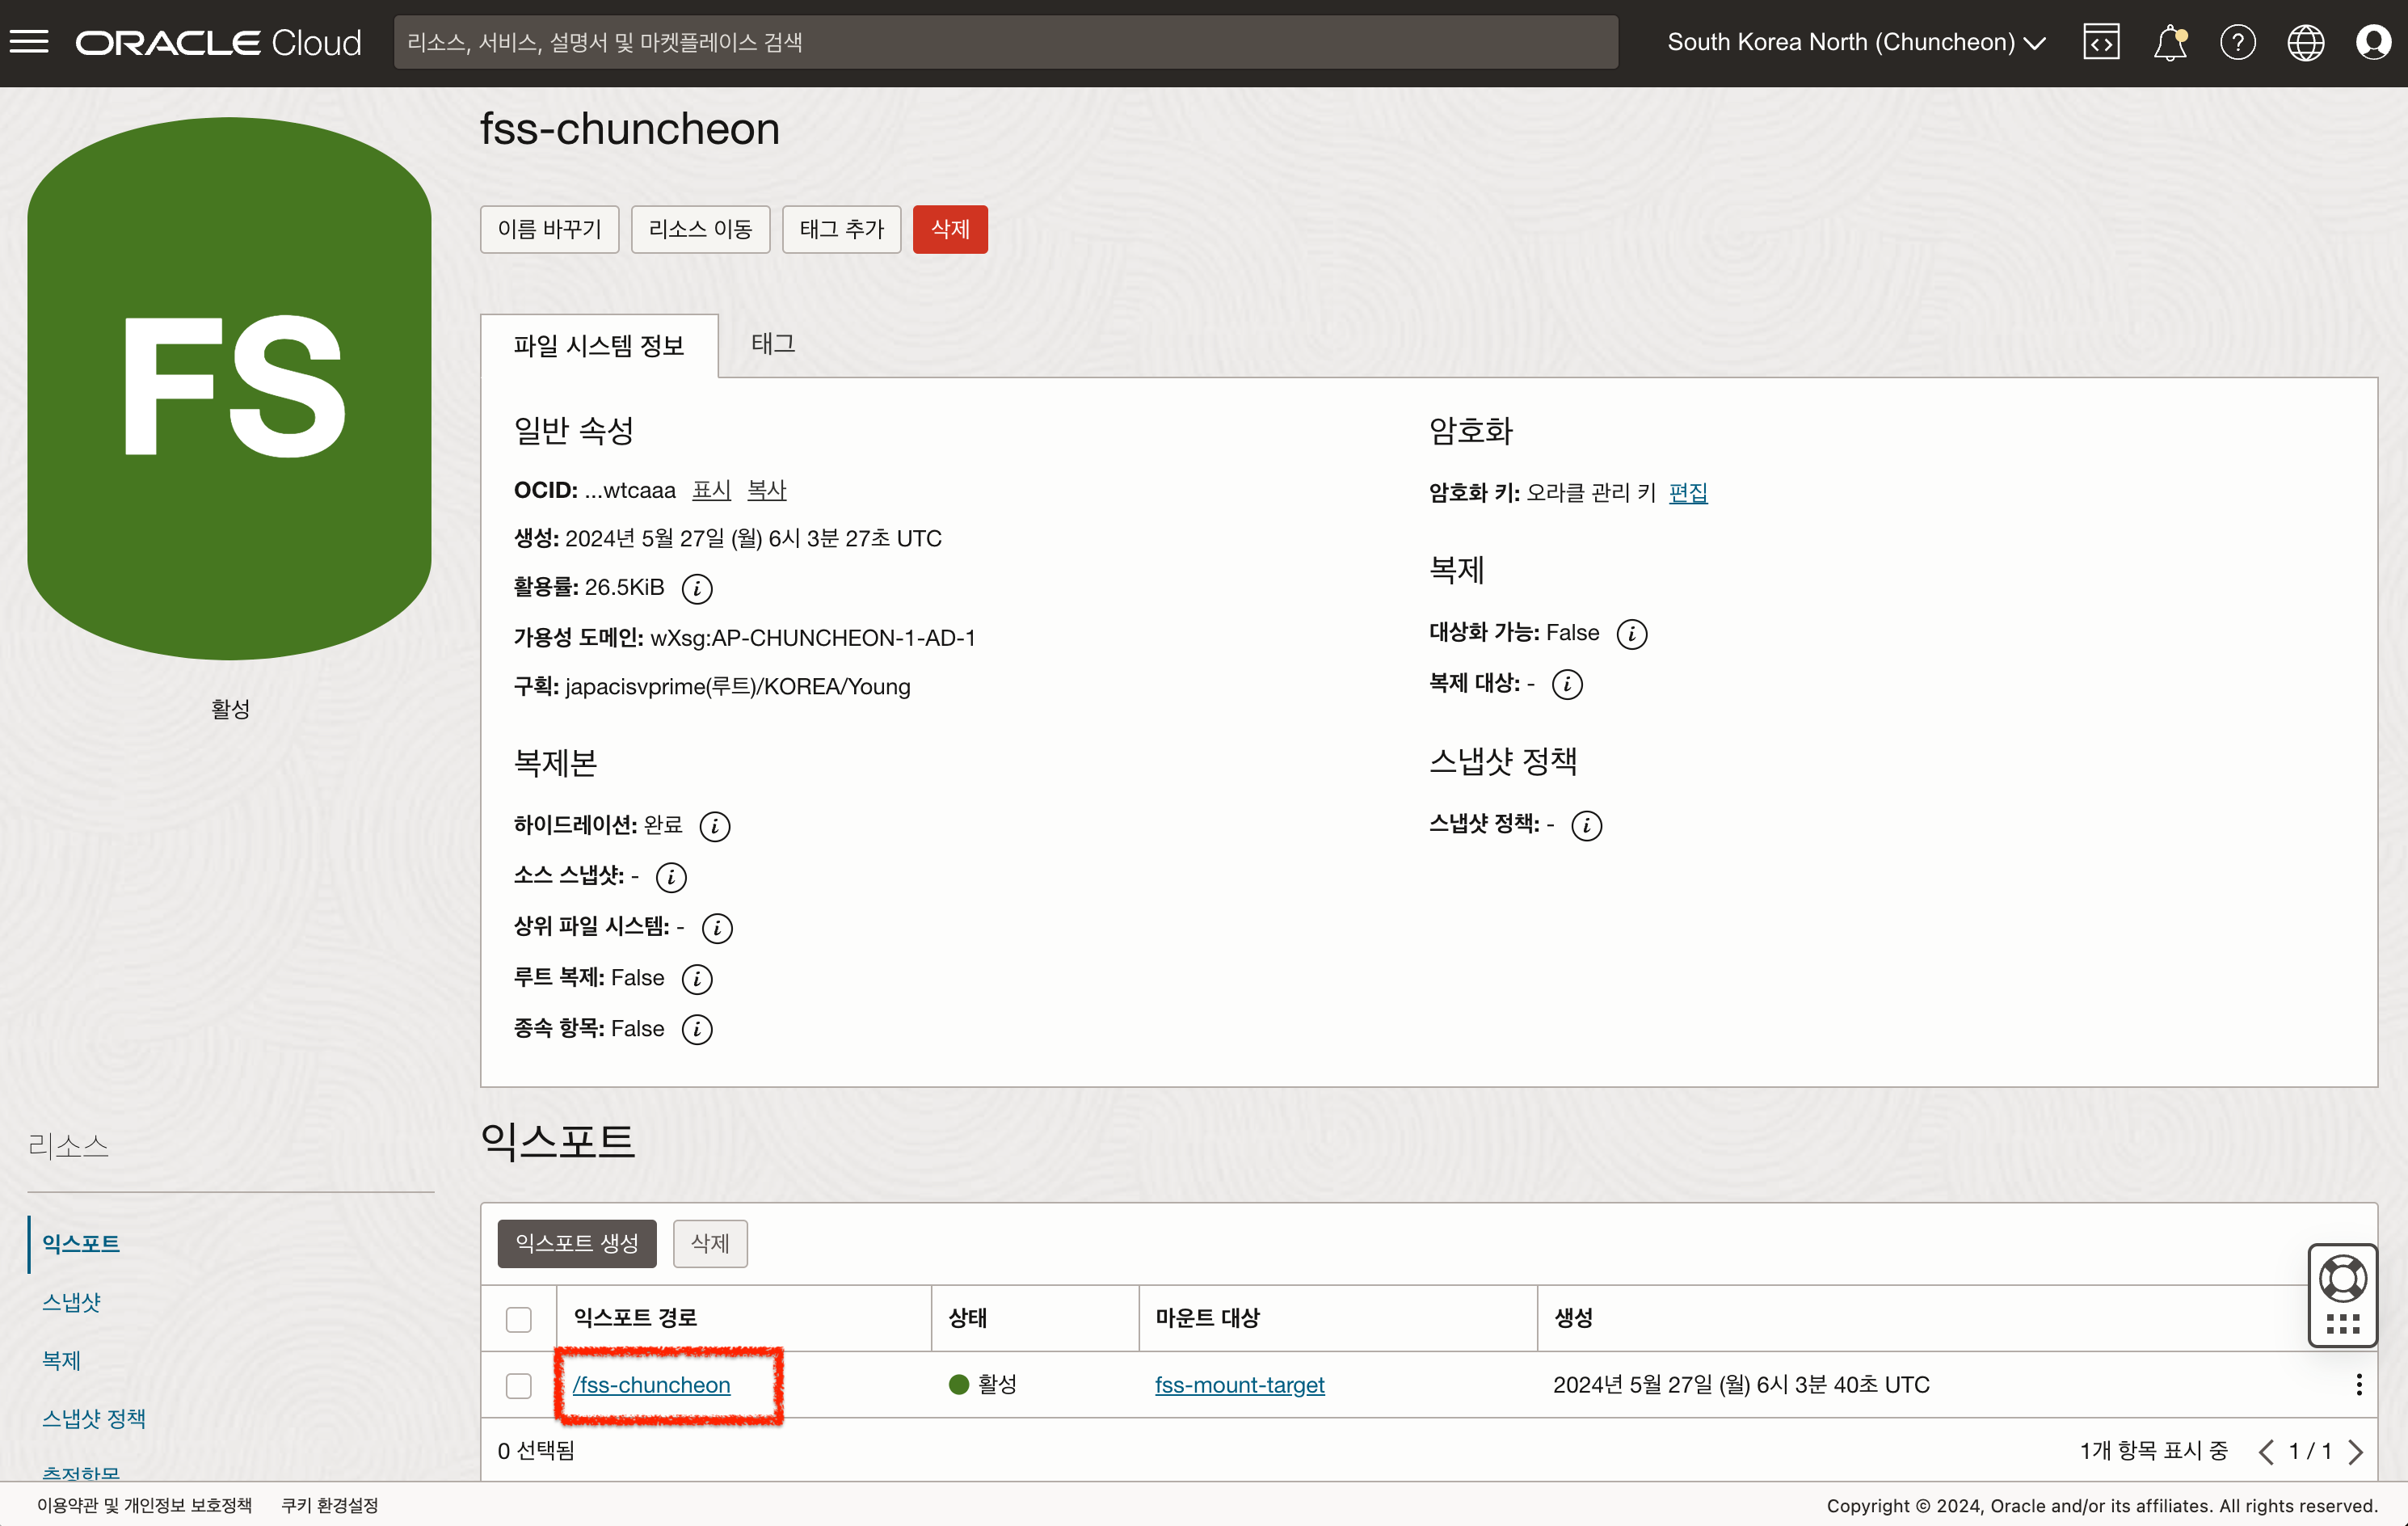 ORACLE Cloud
리소스, 서비스, 설명서 및 마켓플레이스 검색
South Korea North (Chuncheon)
FS
활성
fss-chuncheon
이름 바꾸기 리소스 이동 태그 추가 삭제
파일 시스템 정보 태그
일반 속성
OCID: ...wtcaaa 표시 복사
생성: 2024년 5월 27일 (월) 6시 3분 27초 UTC
활용률: 26.5KiB
가용성 도메인: wXsg:AP-CHUNCHEON-1-AD-1
구획: japacisvprime(루트)/KOREA/Young
복제본
하이드레이션: 완료
소스 스냅샷: -
상위 파일 시스템: -
루트 복제: False
종속 항목: False
암호화
암호화 키: 오라클 관리 키 편집
복제
대상화 가능: False
복제 대상: -
스냅샷 정책
스냅샷 정책: -
리소스
익스포트
스냅샷
복제
스냅샷 정책
측정항목
익스포트
익스포트 생성 삭제
익스포트 경로 상태 마운트 대상 생성
/fss-chuncheon 활성 fss-mount-target 2024년 5월 27일 (월) 6시 3분 40초 UTC
0 선택됨 1개 항목 표시 중 1 / 1
이용약관 및 개인정보 보호정책 쿠키 환경설정 Copyright © 2024, Oracle and/or its affiliates. All rights reserved.